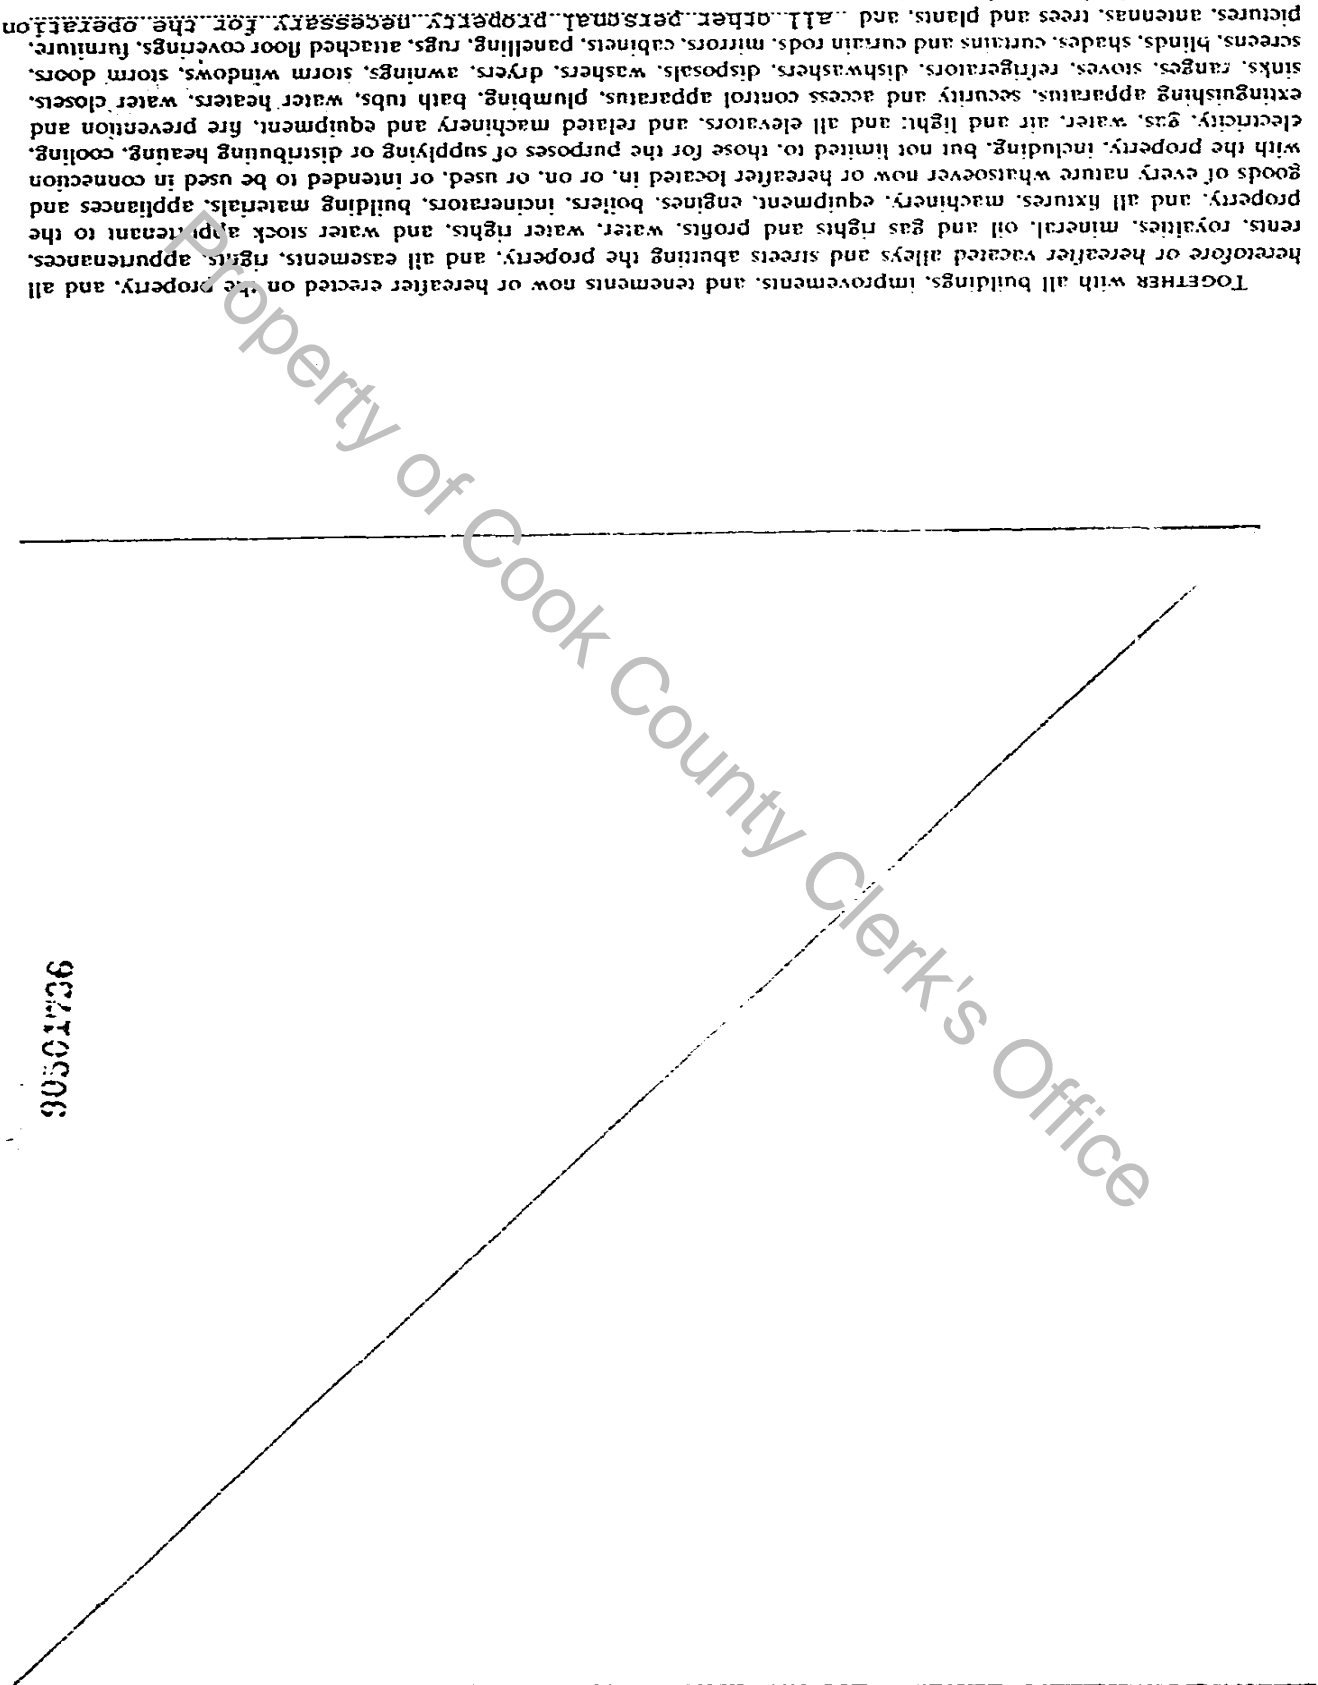 TOGETHER with all buildings, improvements, and tenements now or hereafter erected on the property, and all
heretofore or hereafter vacated alleys and streets abutting the property, and all easements, rights, appurtenances,
rents, royalties, mineral, oil and gas rights and profits, water, water rights, and water stock appurtenant to the
property, and all fixtures, machinery, equipment, engines, boilers, incinerators, building materials, appliances and
goods of every nature whatsoever now or hereafter located in, or on, or used, or intended to be used in connection
with the property, including, but not limited to, those for the purposes of supplying or distributing heating, cooling,
electricity, gas, water, air and light; and all elevators, and related machinery and equipment, fire prevention and
extinguishing apparatus, security and access control apparatus, plumbing, bath tubs, water heaters, water closets,
sinks, ranges, stoves, refrigerators, dishwashers, disposals, washers, dryers, awnings, storm windows, storm doors,
screens, blinds, shades, curtains and curtain rods, mirrors, cabinets, panelling, rugs, attached floor coverings, furniture,
pictures, antennas, trees and plants, and all other personal property necessary for the operation
90501736
Property of Cook County Clerk's Office